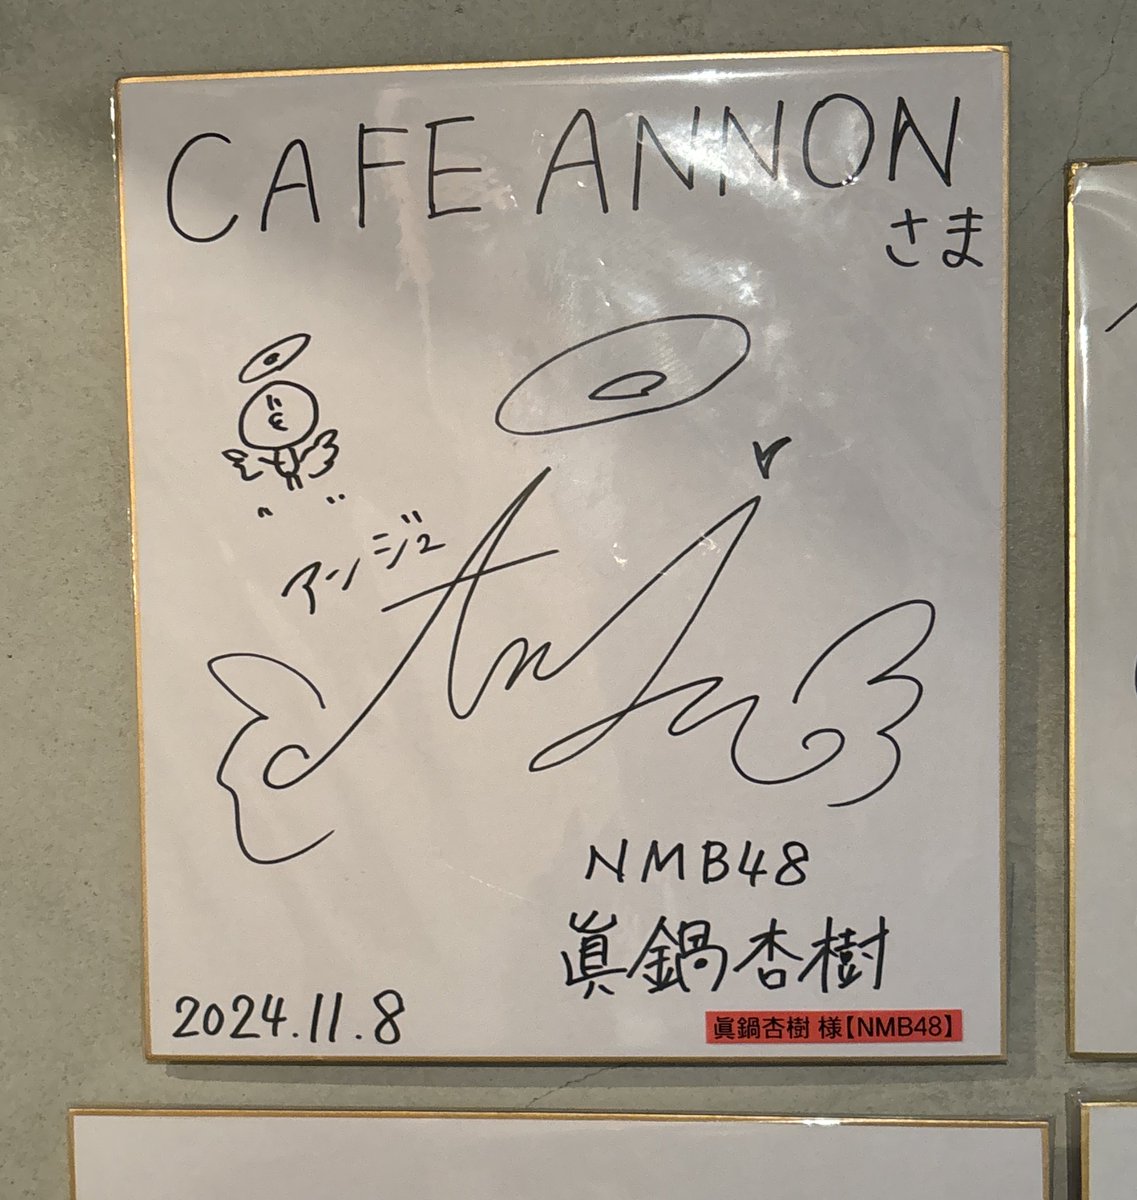 CAFE ANNON
さま
アンジュ
AnJu
NMB48
眞鍋杏樹
2024.11.8
眞鍋杏樹 様【NMB48】